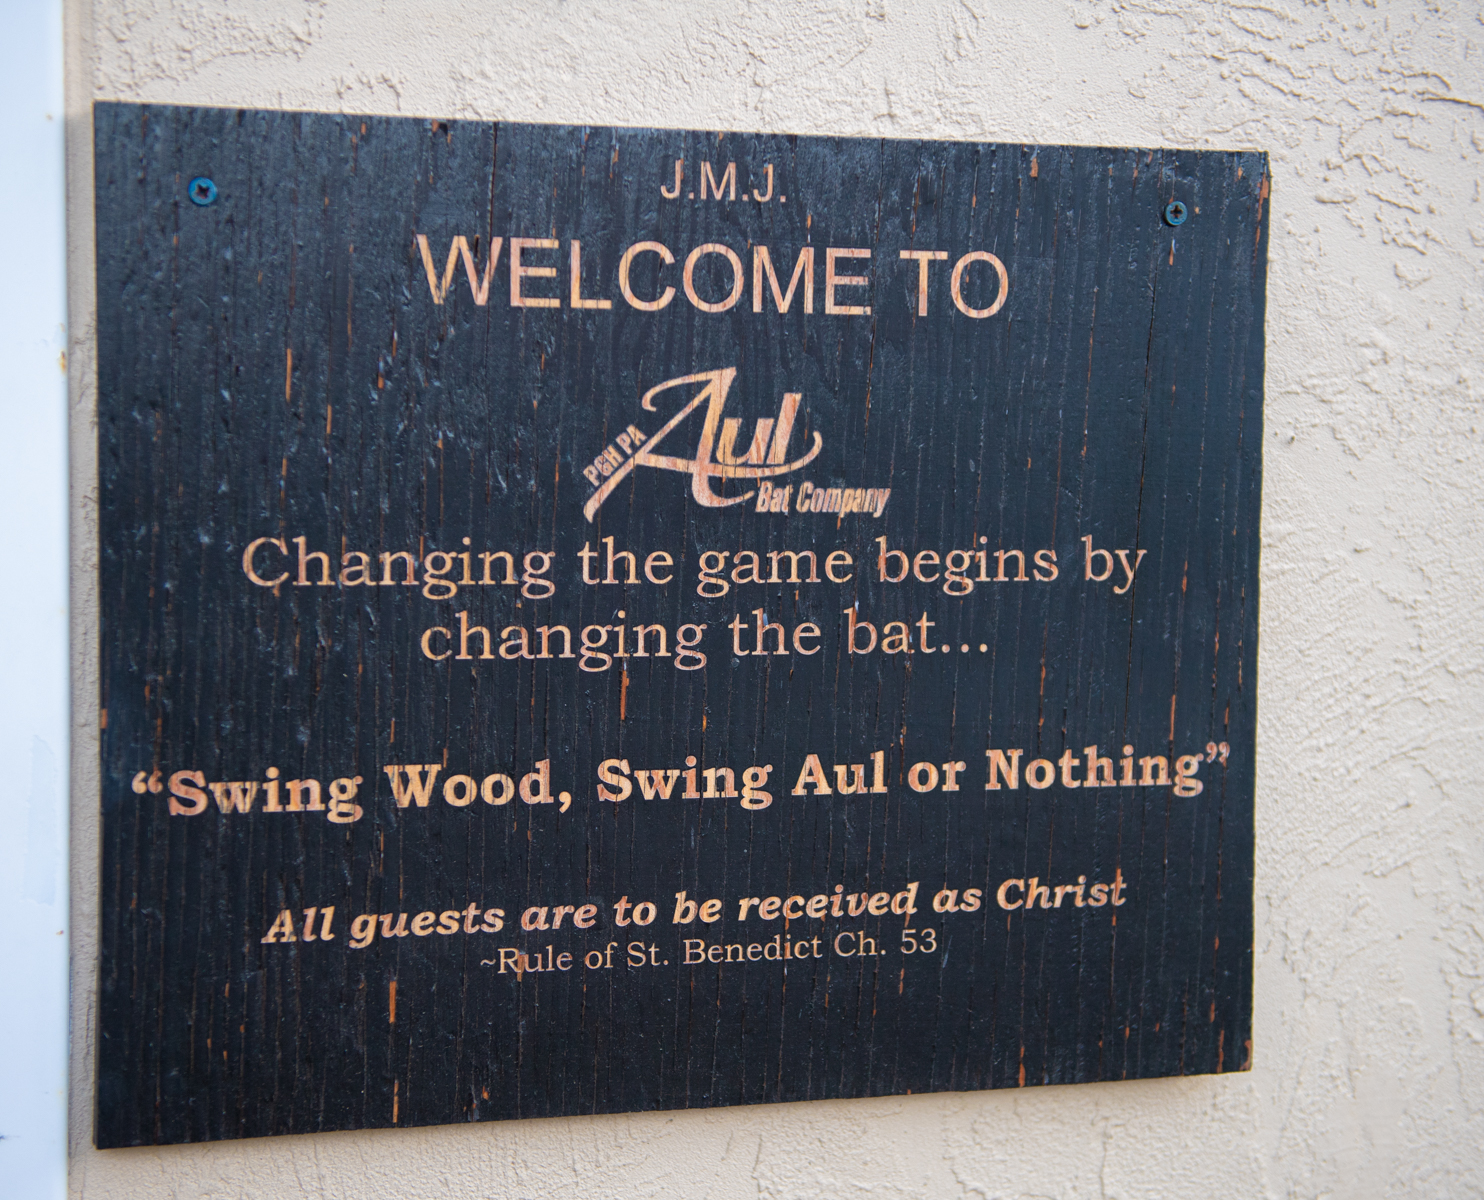 J.M.J.
WELCOME TO
PGH PA
Aul
Bat Company
Changing the game begins by
changing the bat...
“Swing Wood, Swing Aul or Nothing”
All guests are to be received as Christ
~Rule of St. Benedict Ch. 53